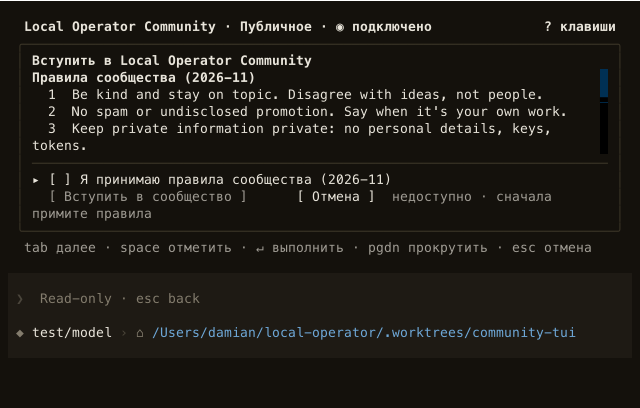 Local Operator Community · Публичное · ◉ подключено ? клавиши
Вступить в Local Operator Community
Правила сообщества (2026-11)
1 Be kind and stay on topic. Disagree with ideas, not people.
2 No spam or undisclosed promotion. Say when it's your own work.
3 Keep private information private: no personal details, keys,
tokens.
▸ [ ] Я принимаю правила сообщества (2026-11)
[ Вступить в сообщество ] [ Отмена ] недоступно · сначала
примите правила
tab далее · space отметить · ↵ выполнить · pgdn прокрутить · esc отмена
❯ Read-only · esc back
◆ test/model › ⌂ /Users/damian/local-operator/.worktrees/community-tui